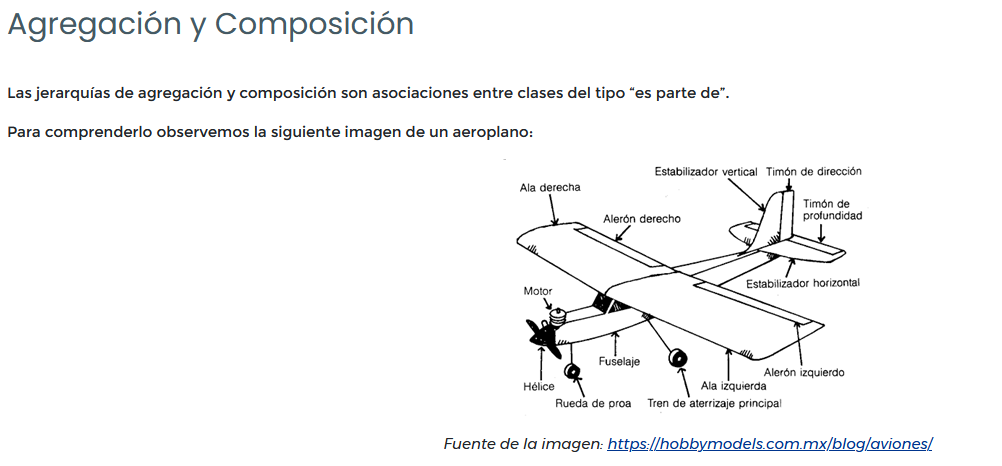 Agregación y Composición
Las jerarquías de agregación y composición son asociaciones entre clases del tipo “es parte de”.
Para comprenderlo observemos la siguiente imagen de un aeroplano:
Estabilizador vertical
Timón de dirección
Ala derecha
Timón de
profundidad
Alerón derecho
Estabilizador horizontal
Motor
Fuselaje
Alerón izquierdo
Hélice
Ala izquierda
Rueda de proa
Tren de aterrizaje principal
Fuente de la imagen: https://hobbymodels.com.mx/blog/aviones/